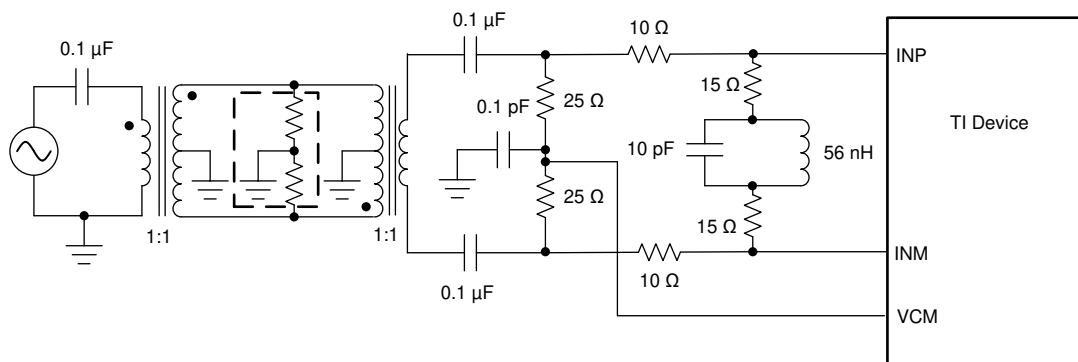 0.1 µF
1:1
1:1
0.1 µF
0.1 pF
25 Ω
25 Ω
0.1 µF
10 Ω
10 Ω
15 Ω
10 pF
56 nH
15 Ω
INP
TI Device
INM
VCM